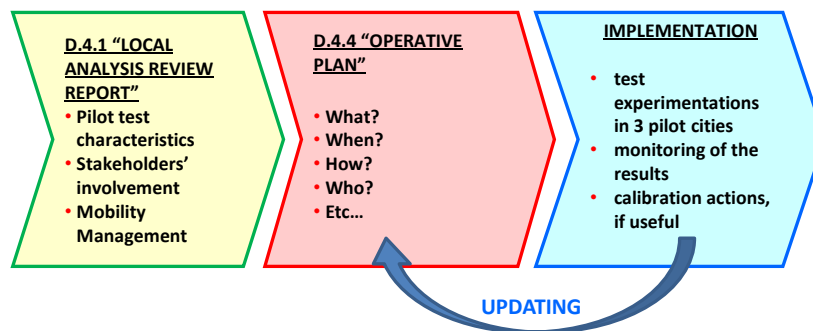 D.4.1 “LOCAL
ANALYSIS REVIEW
REPORT”
• Pilot test
characteristics
• Stakeholders’
involvement
• Mobility
Management
D.4.4 “OPERATIVE
PLAN”
• What?
• When?
• How?
• Who?
• Etc…
IMPLEMENTATION
• test
experimentations
in 3 pilot cities
• monitoring of the
results
• calibration actions,
if useful
UPDATING